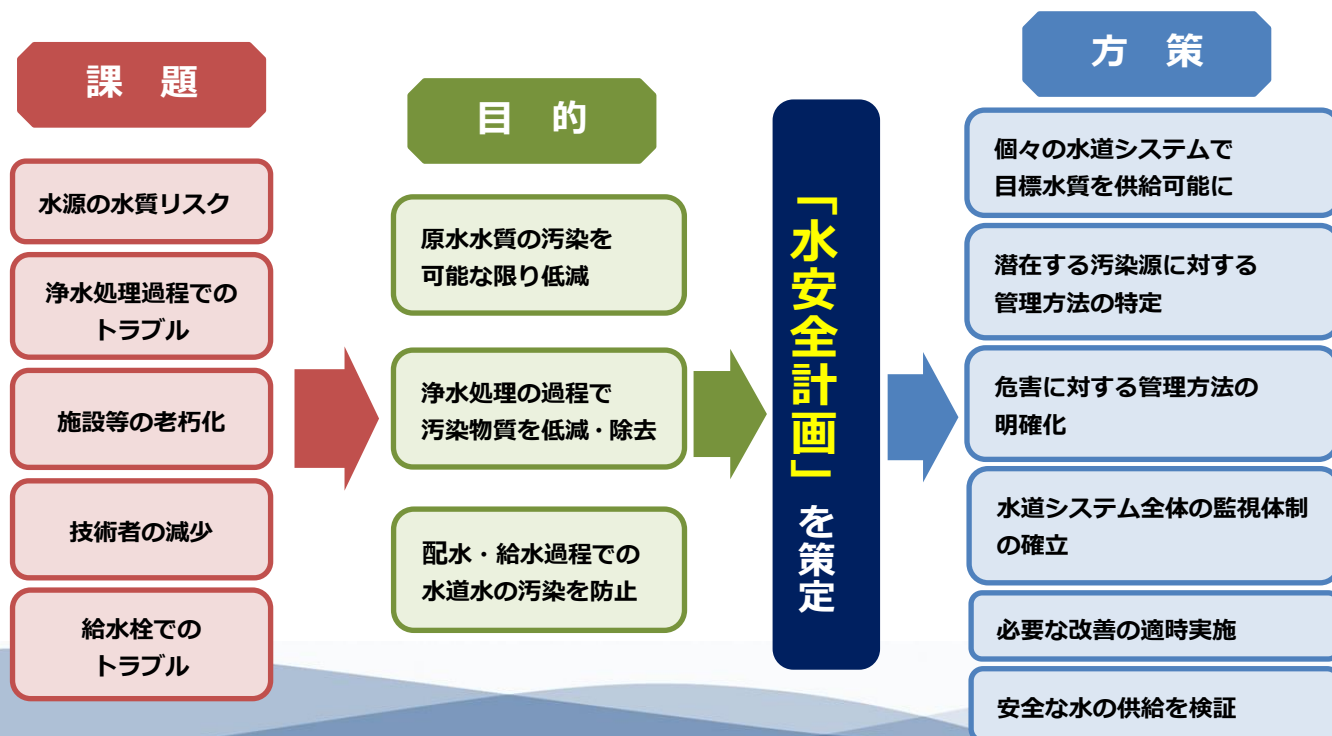 課 題
水源の水質リスク
浄水処理過程での
トラブル
施設等の老朽化
技術者の減少
給水栓での
トラブル
目 的
原水水質の汚染を
可能な限り低減
浄水処理の過程で
汚染物質を低減・除去
配水・給水過程での
水道水の汚染を防止
「水安全計画」を策定
方 策
個々の水道システムで
目標水質を供給可能に
潜在する汚染源に対する
管理方法の特定
危害に対する管理方法の
明確化
水道システム全体の監視体制
の確立
必要な改善の適時実施
安全な水の供給を検証